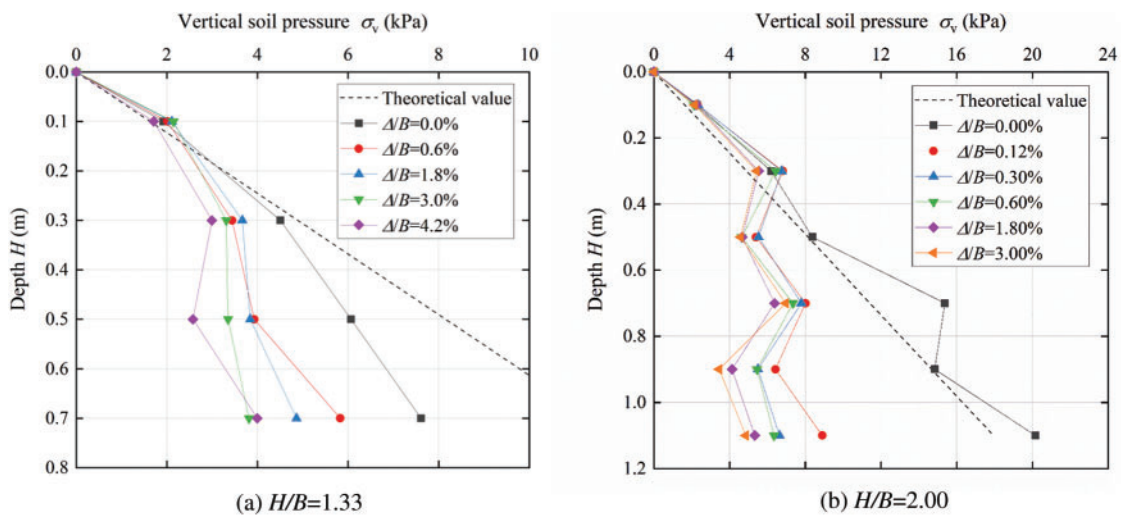 Vertical soil pressure σv (kPa)
0 2 4 6 8 10
Depth H (m)
0.0
0.1
0.2
0.3
0.4
0.5
0.6
0.7
0.8
Theoretical value
Δ/B=0.0%
Δ/B=0.6%
Δ/B=1.8%
Δ/B=3.0%
Δ/B=4.2%
(a) H/B=1.33
Vertical soil pressure σv (kPa)
0 4 8 12 16 20 24
Depth H (m)
0.0
0.2
0.4
0.6
0.8
1.0
1.2
Theoretical value
Δ/B=0.00%
Δ/B=0.12%
Δ/B=0.30%
Δ/B=0.60%
Δ/B=1.80%
Δ/B=3.00%
(b) H/B=2.00